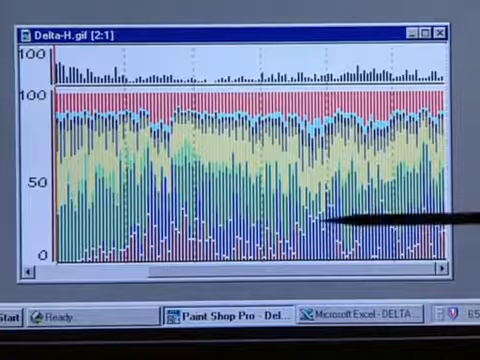 Delta-H.gif [2:1]
100
100
50
0
Start
Ready
Paint Shop Pro - Del...
Microsoft Excel - DELTA ...